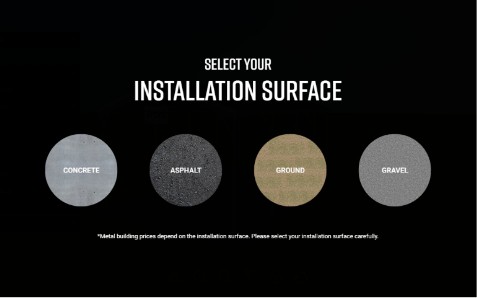 SELECT YOUR
INSTALLATION SURFACE
CONCRETE
ASPHALT
GROUND
GRAVEL
*Metal building prices depend on the installation surface. Please select your installation surface carefully.